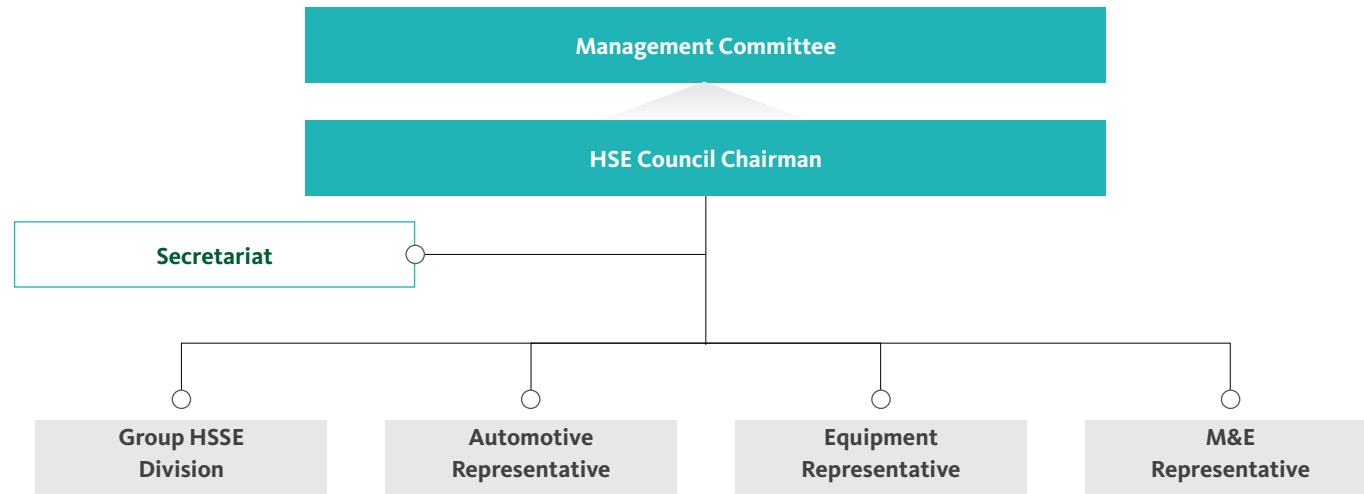 Management Committee
HSE Council Chairman
Secretariat
Group HSSE
Division
Automotive
Representative
Equipment
Representative
M&E
Representative